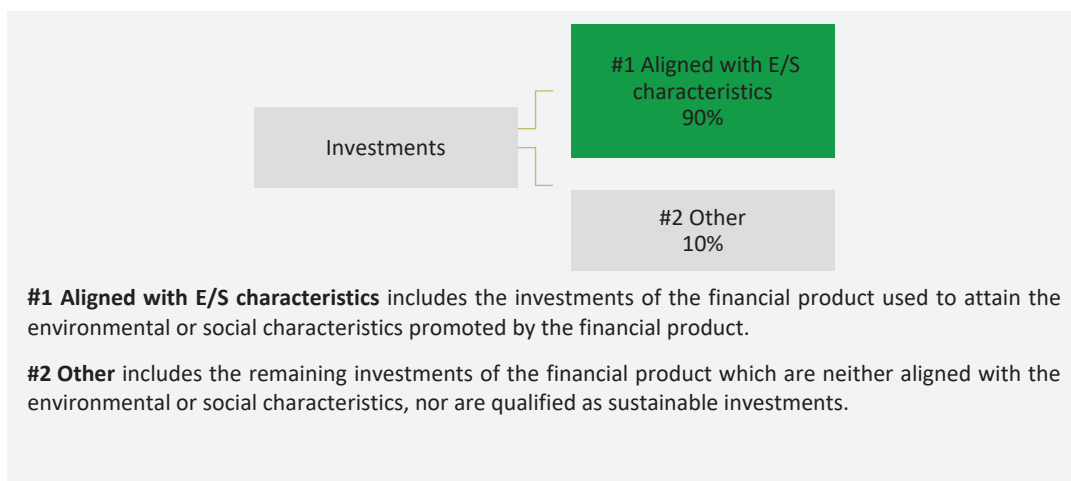 #1 Aligned with E/S
characteristics
90%
Investments
#2 Other
10%
#1 Aligned with E/S characteristics includes the investments of the financial product used to attain the
environmental or social characteristics promoted by the financial product.
#2 Other includes the remaining investments of the financial product which are neither aligned with the
environmental or social characteristics, nor are qualified as sustainable investments.